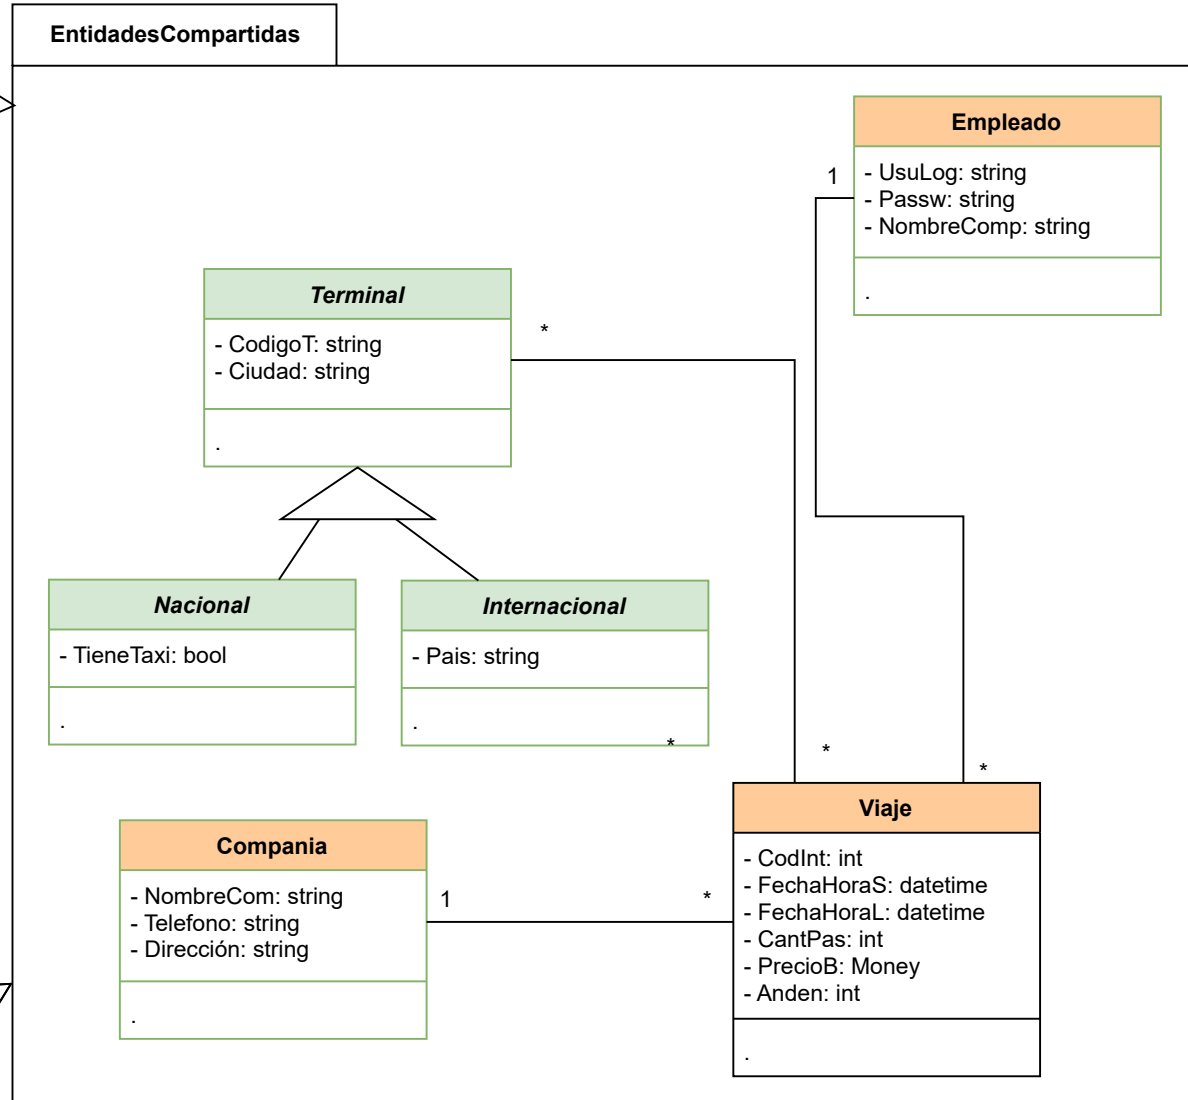 EntidadesCompartidas
Empleado
1
- UsuLog: string
- Passw: string
- NombreComp: string
.
Terminal
*
- CodigoT: string
- Ciudad: string
.
Nacional
- TieneTaxi: bool
.
Internacional
- Pais: string
.
*
*
*
Viaje
- CodInt: int
- FechaHoraS: datetime
- FechaHoraL: datetime
- CantPas: int
- PrecioB: Money
- Anden: int
.
Compania
- NombreCom: string
- Telefono: string
- Dirección: string
.
1
*